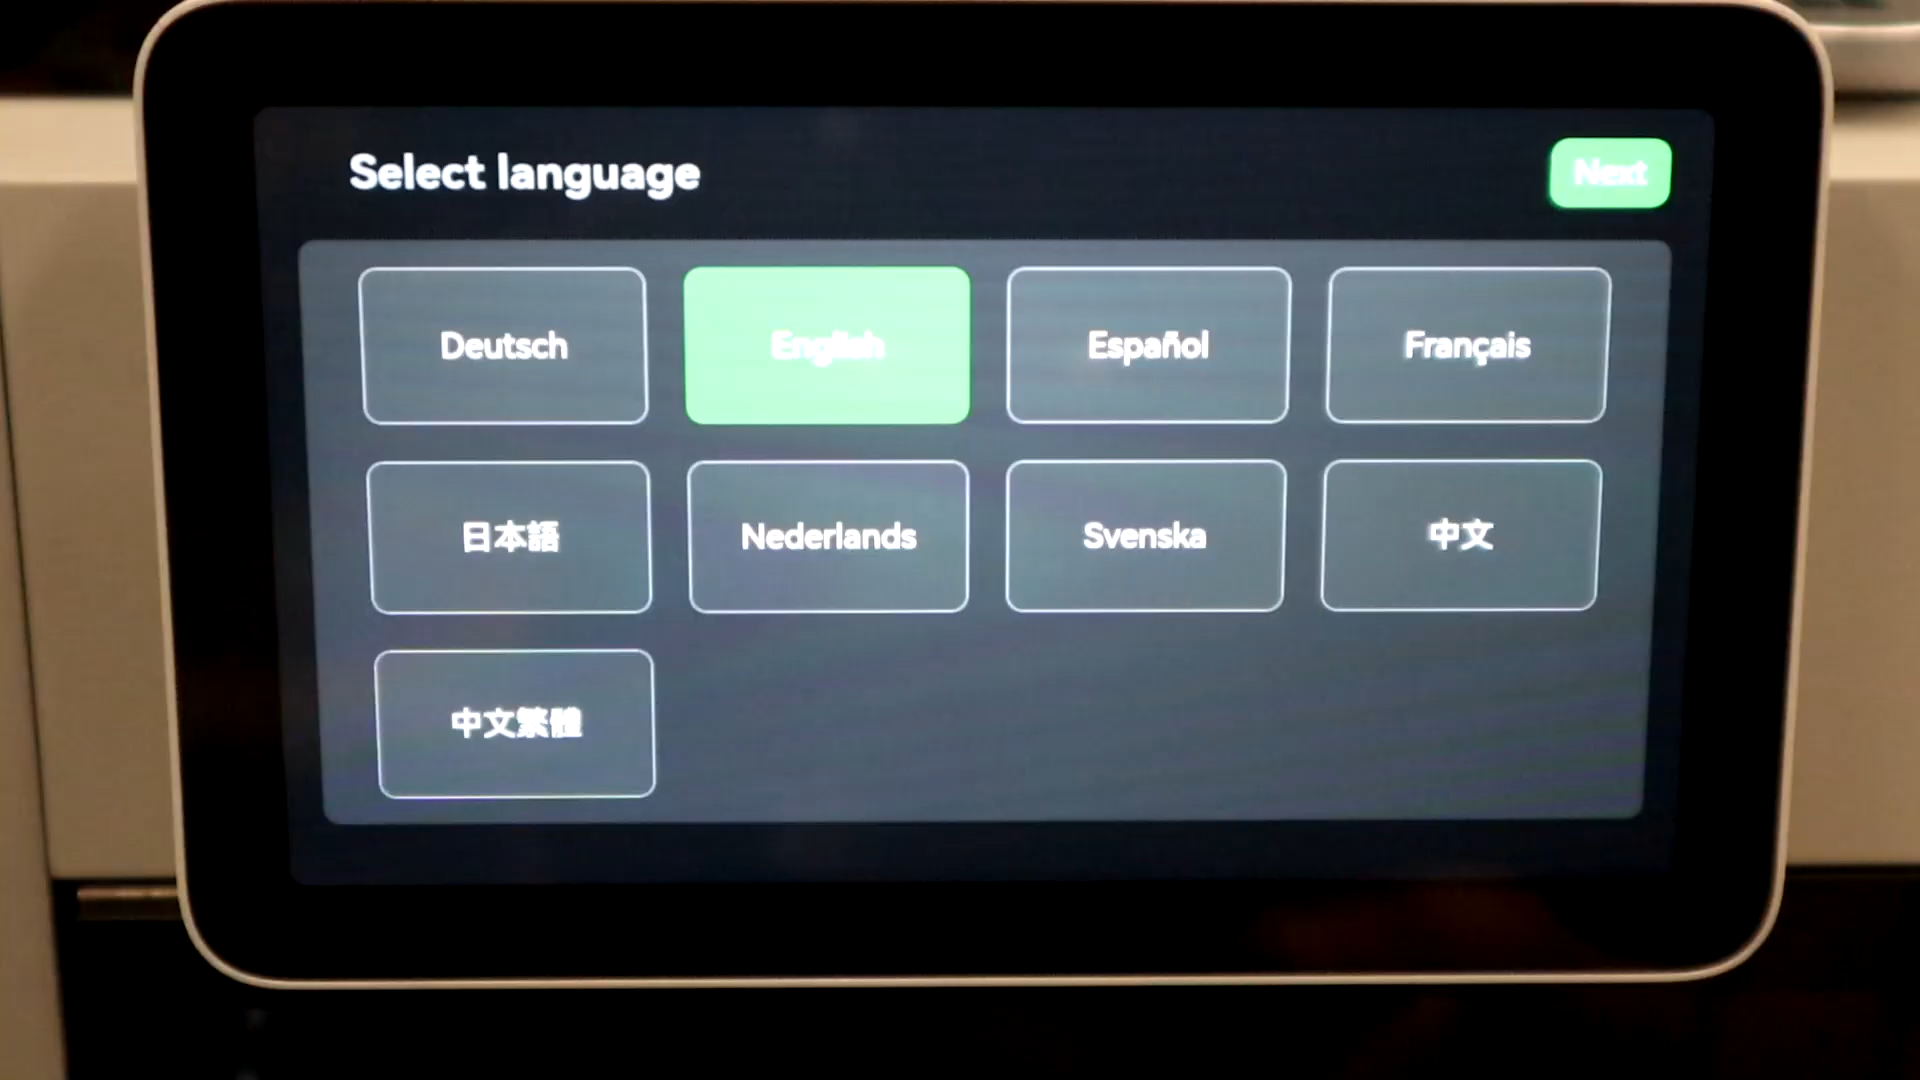 Select language
Next
Deutsch
English
Español
Français
日本語
Nederlands
Svenska
中文
中文繁體